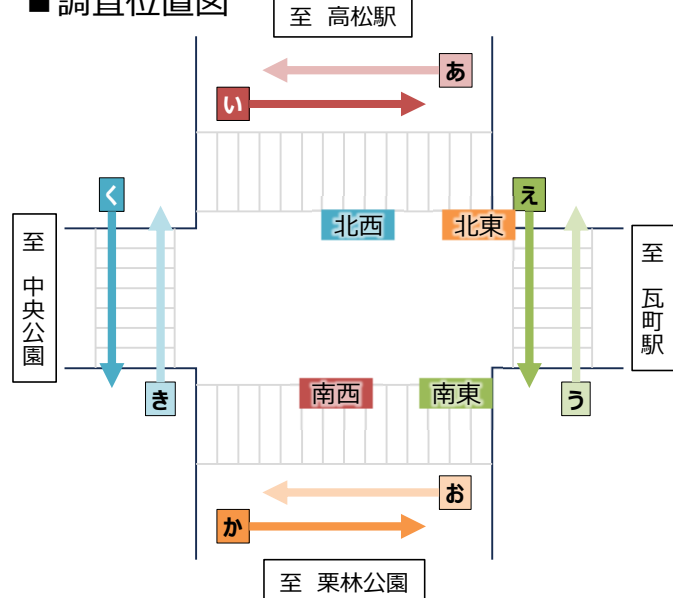 ■調査位置図
至 高松駅
あ
い
く
え
北西
北東
至 中央公園
至 瓦町駅
き
南西
南東
う
お
か
至 栗林公園